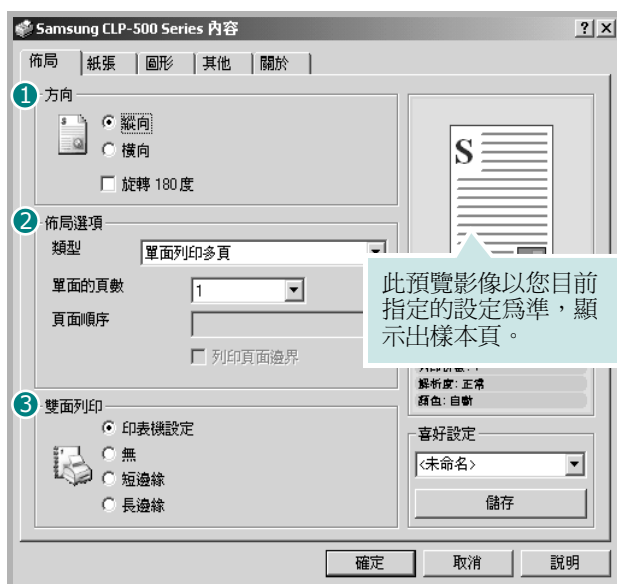 Samsung CLP-500 Series 內容
佈局 紙張 圖形 其他 關於
1 方向
縱向
橫向
旋轉 180 度
S
2 佈局選項
類型 單面列印多頁
單面的頁數 1
頁面順序
列印頁面邊界
此預覽影像以您目前
指定的設定為準，顯
示出樣本頁。
解析度: 正常
顏色: 自動
3 雙面列印
印表機設定
無
短邊緣
長邊緣
喜好設定
<未命名>
儲存
確定 取消 說明